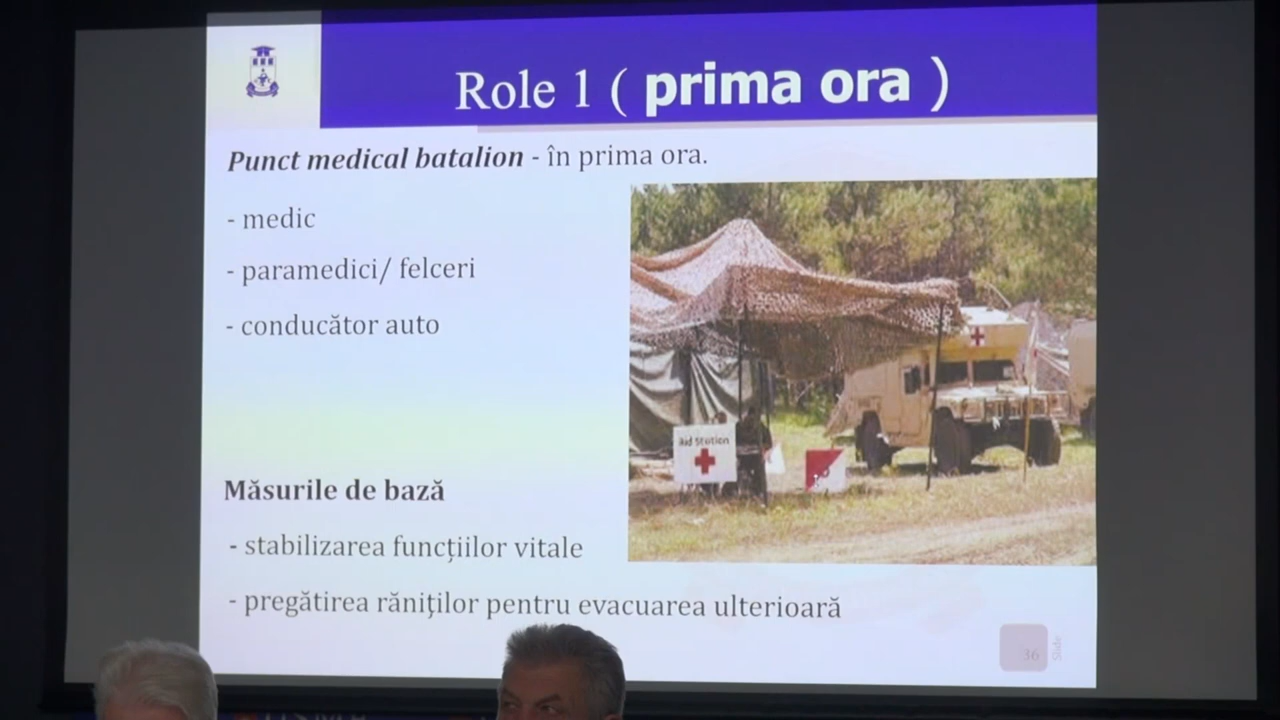 Role 1 ( prima ora )
Punct medical batalion - în prima ora.
- medic
- paramedici/ felceri
- conducător auto
Aid Station
Măsurile de bază
- stabilizarea funcțiilor vitale
- pregătirea răniților pentru evacuarea ulterioară
36
Slide